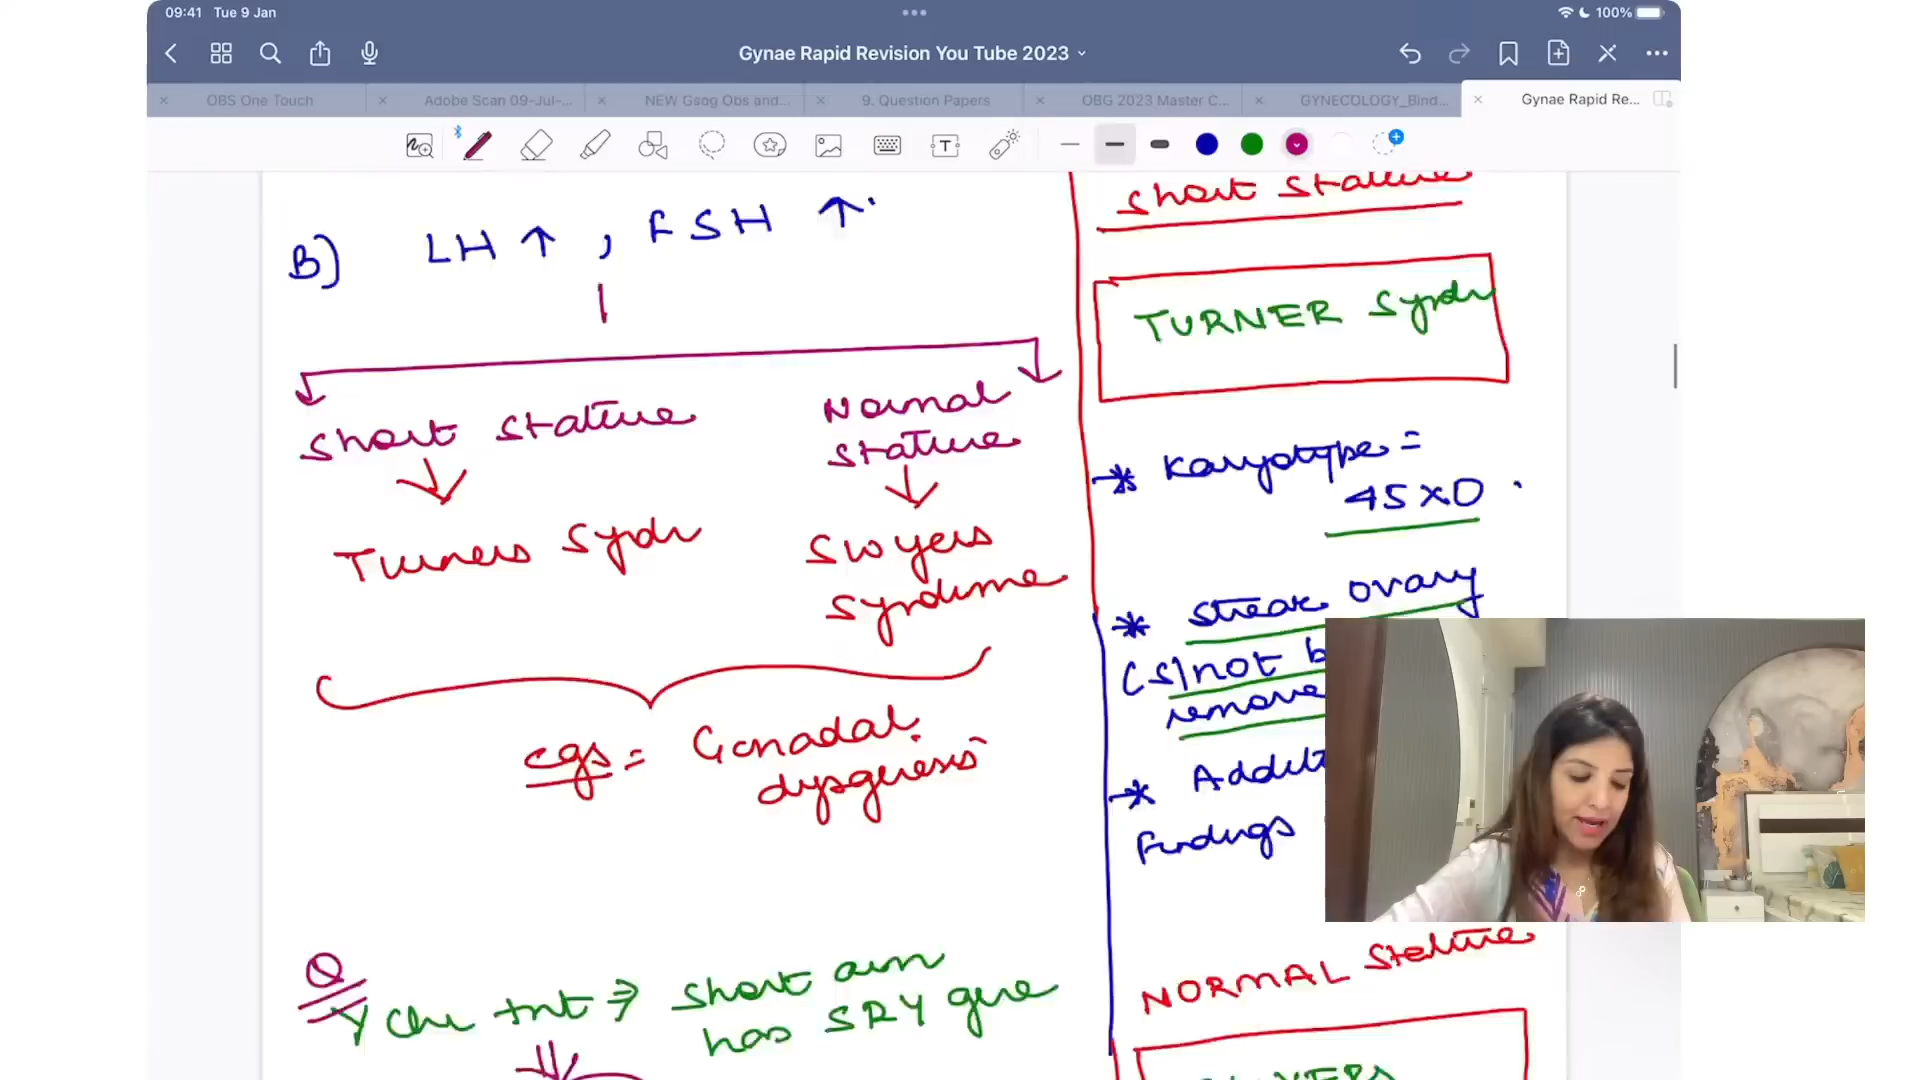 09:41 Tue 9 Jan
100%
Gynae Rapid Revision You Tube 2023
OBS One Touch
Adobe Scan 09-Jul-...
NEW Gsog Obs and...
9. Question Papers
OBG 2023 Master C...
GYNECOLOGY_Bind...
Gynae Rapid Re...
B) LH ↑ , FSH ↑
Short stature
Normal
stature
Turners Syndr
Swyers
syndrome
egs = Gonadal
dysgenesis
Q
Y Chr ⇒ short arm
has SRY gene
Short Stature
TURNER Syndr
* Karyotype =
45XO
* streak ovary
(s) not b
remove
* Addit
findings
NORMAL Stature